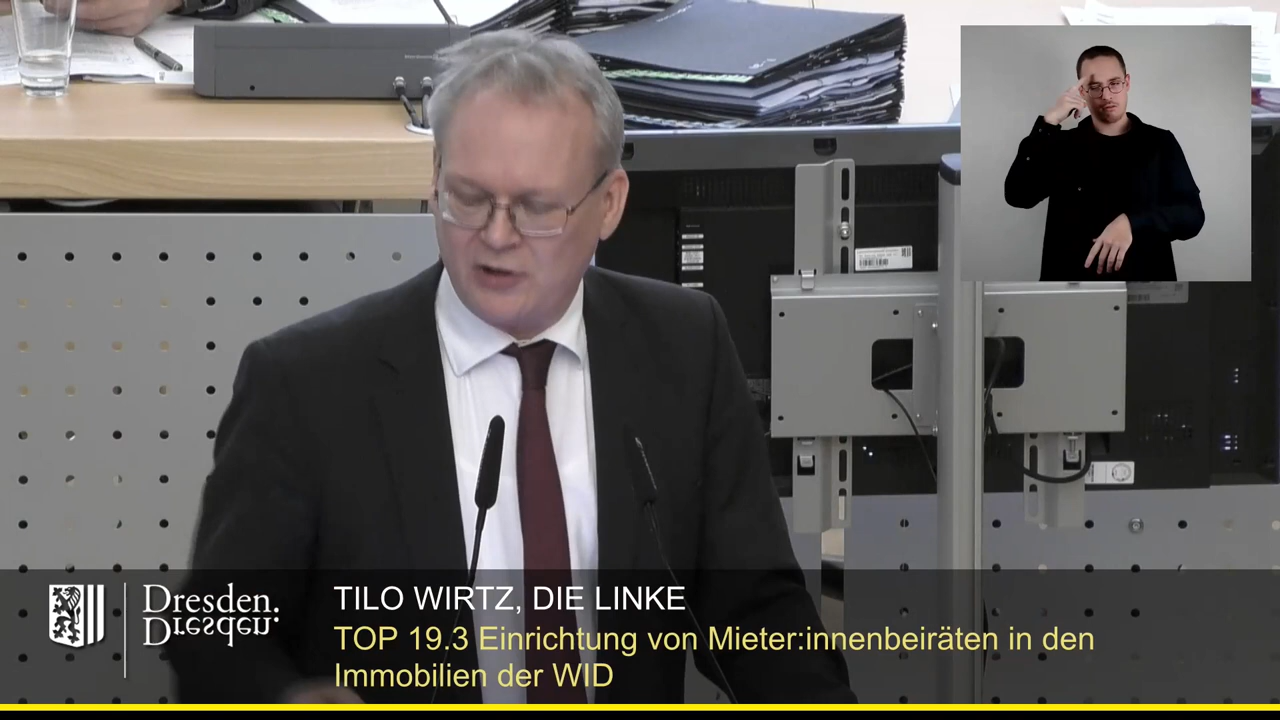 Dresden.
Dresden.
TILO WIRTZ, DIE LINKE
TOP 19.3 Einrichtung von Mieter:innenbeiräten in den
Immobilien der WID